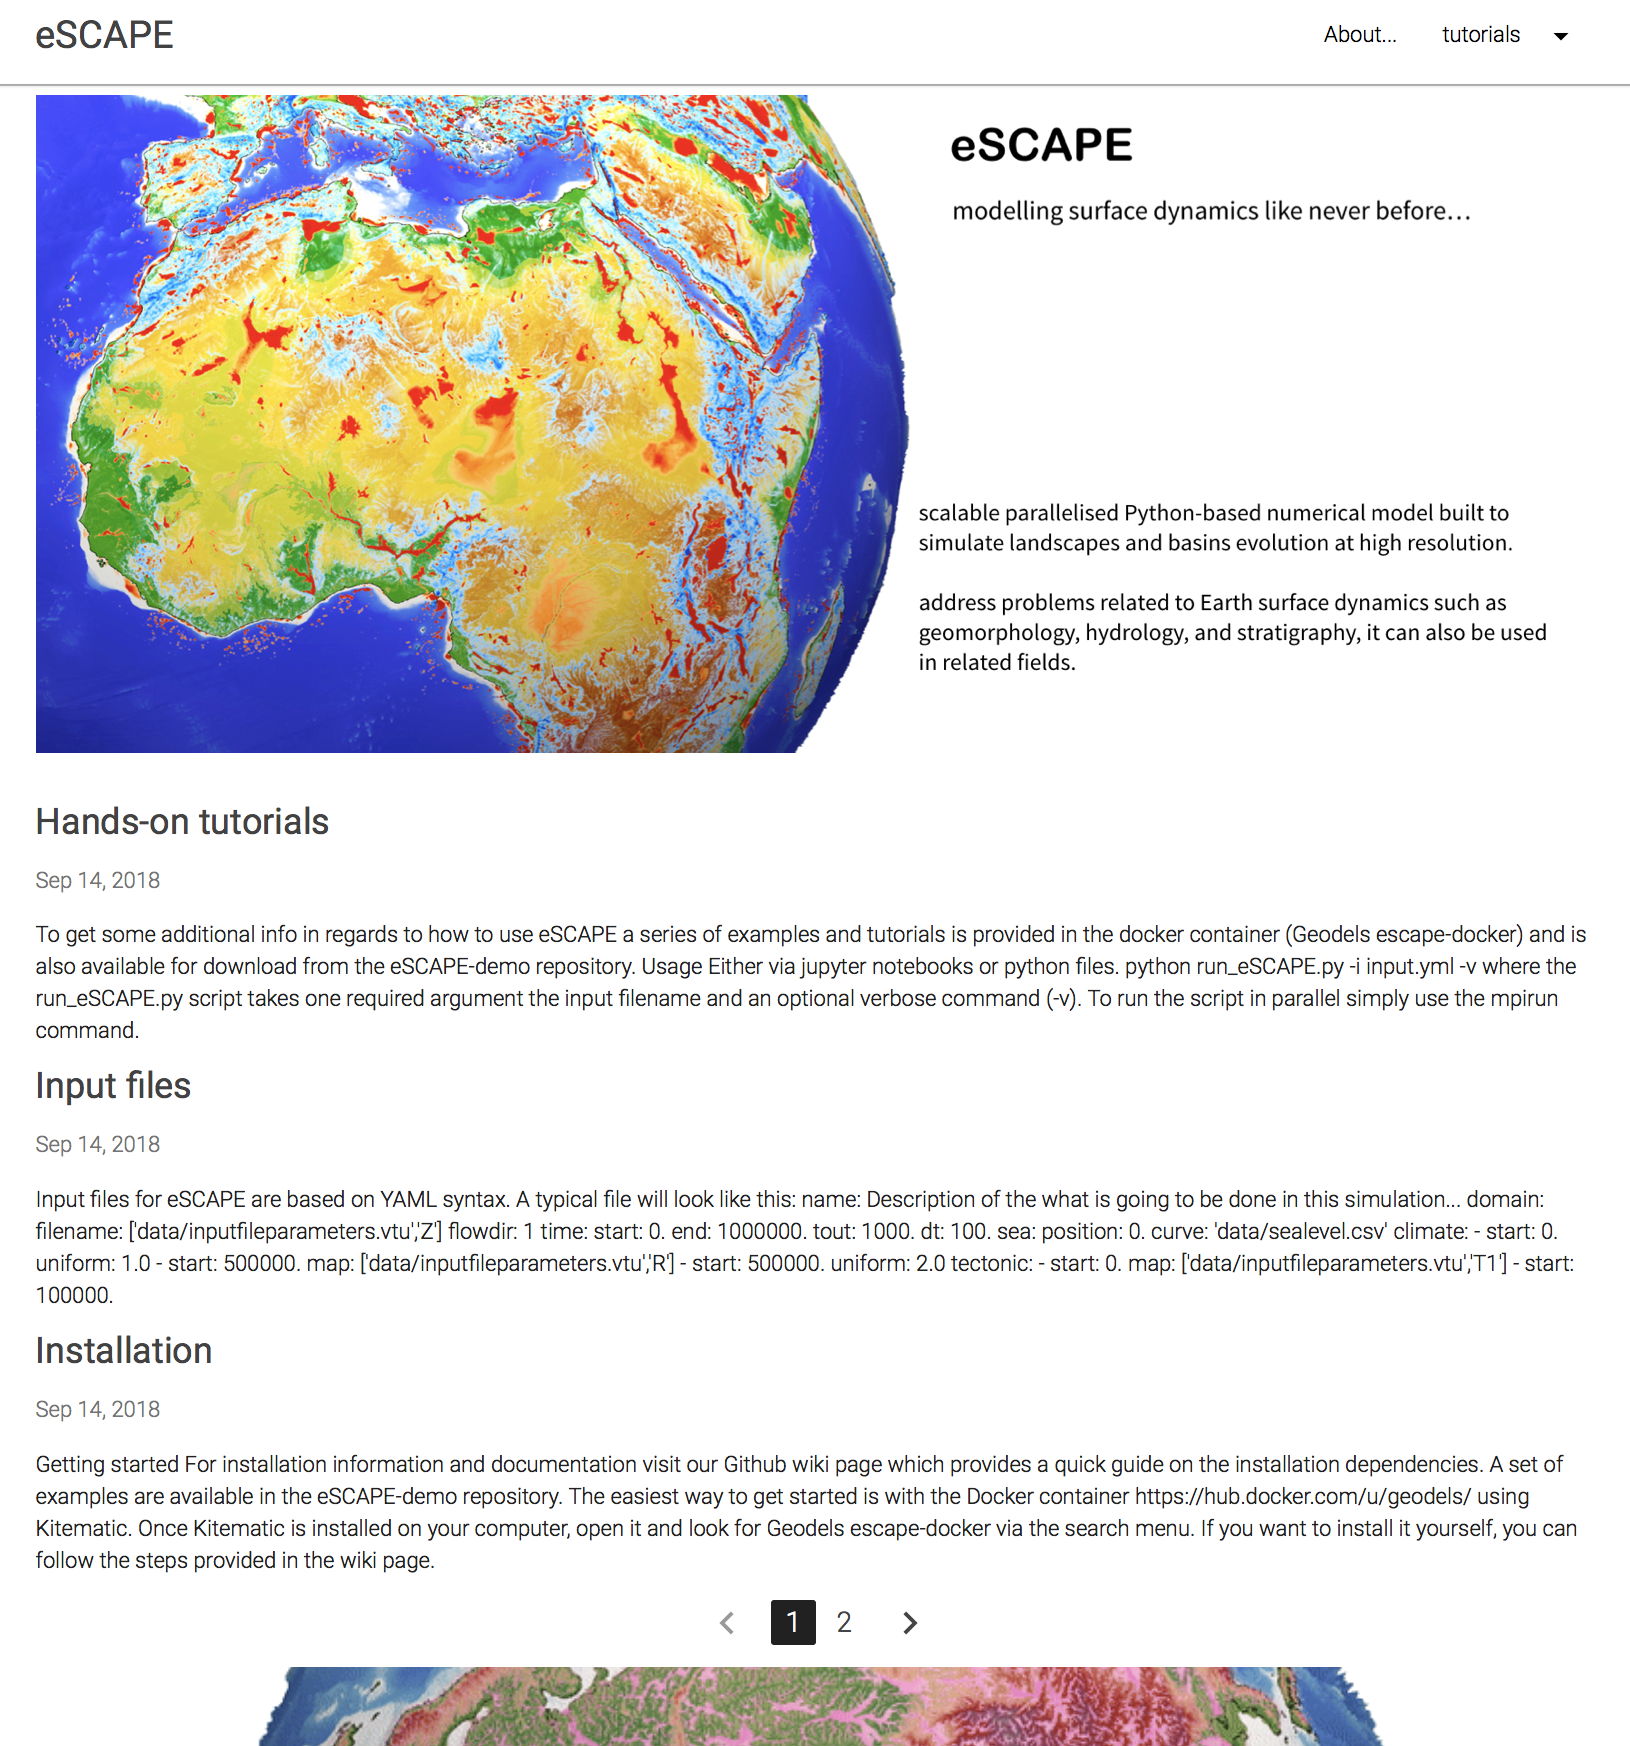 eSCAPE
About...
tutorials
eSCAPE
modelling surface dynamics like never before...
scalable parallelised Python-based numerical model built to
simulate landscapes and basins evolution at high resolution.
address problems related to Earth surface dynamics such as
geomorphology, hydrology, and stratigraphy, it can also be used
in related fields.
Hands-on tutorials
Sep 14, 2018
To get some additional info in regards to how to use eSCAPE a series of examples and tutorials is provided in the docker container (Geodels escape-docker) and is
also available for download from the eSCAPE-demo repository. Usage Either via jupyter notebooks or python files. python run_eSCAPE.py -i input.yml -v where the
run_eSCAPE.py script takes one required argument the input filename and an optional verbose command (-v). To run the script in parallel simply use the mpirun
command.
Input files
Sep 14, 2018
Input files for eSCAPE are based on YAML syntax. A typical file will look like this: name: Description of the what is going to be done in this simulation... domain:
filename: ['data/inputfileparameters.vtu','Z'] flowdir: 1 time: start: 0. end: 1000000. tout: 1000. dt: 100. sea: position: 0. curve: 'data/sealevel.csv' climate: - start: 0.
uniform: 1.0 - start: 500000. map: ['data/inputfileparameters.vtu','R'] - start: 500000. uniform: 2.0 tectonic: - start: 0. map: ['data/inputfileparameters.vtu','T1'] - start:
100000.
Installation
Sep 14, 2018
Getting started For installation information and documentation visit our Github wiki page which provides a quick guide on the installation dependencies. A set of
examples are available in the eSCAPE-demo repository. The easiest way to get started is with the Docker container https://hub.docker.com/u/geodels/ using
Kitematic. Once Kitematic is installed on your computer, open it and look for Geodels escape-docker via the search menu. If you want to install it yourself, you can
follow the steps provided in the wiki page.
1 2